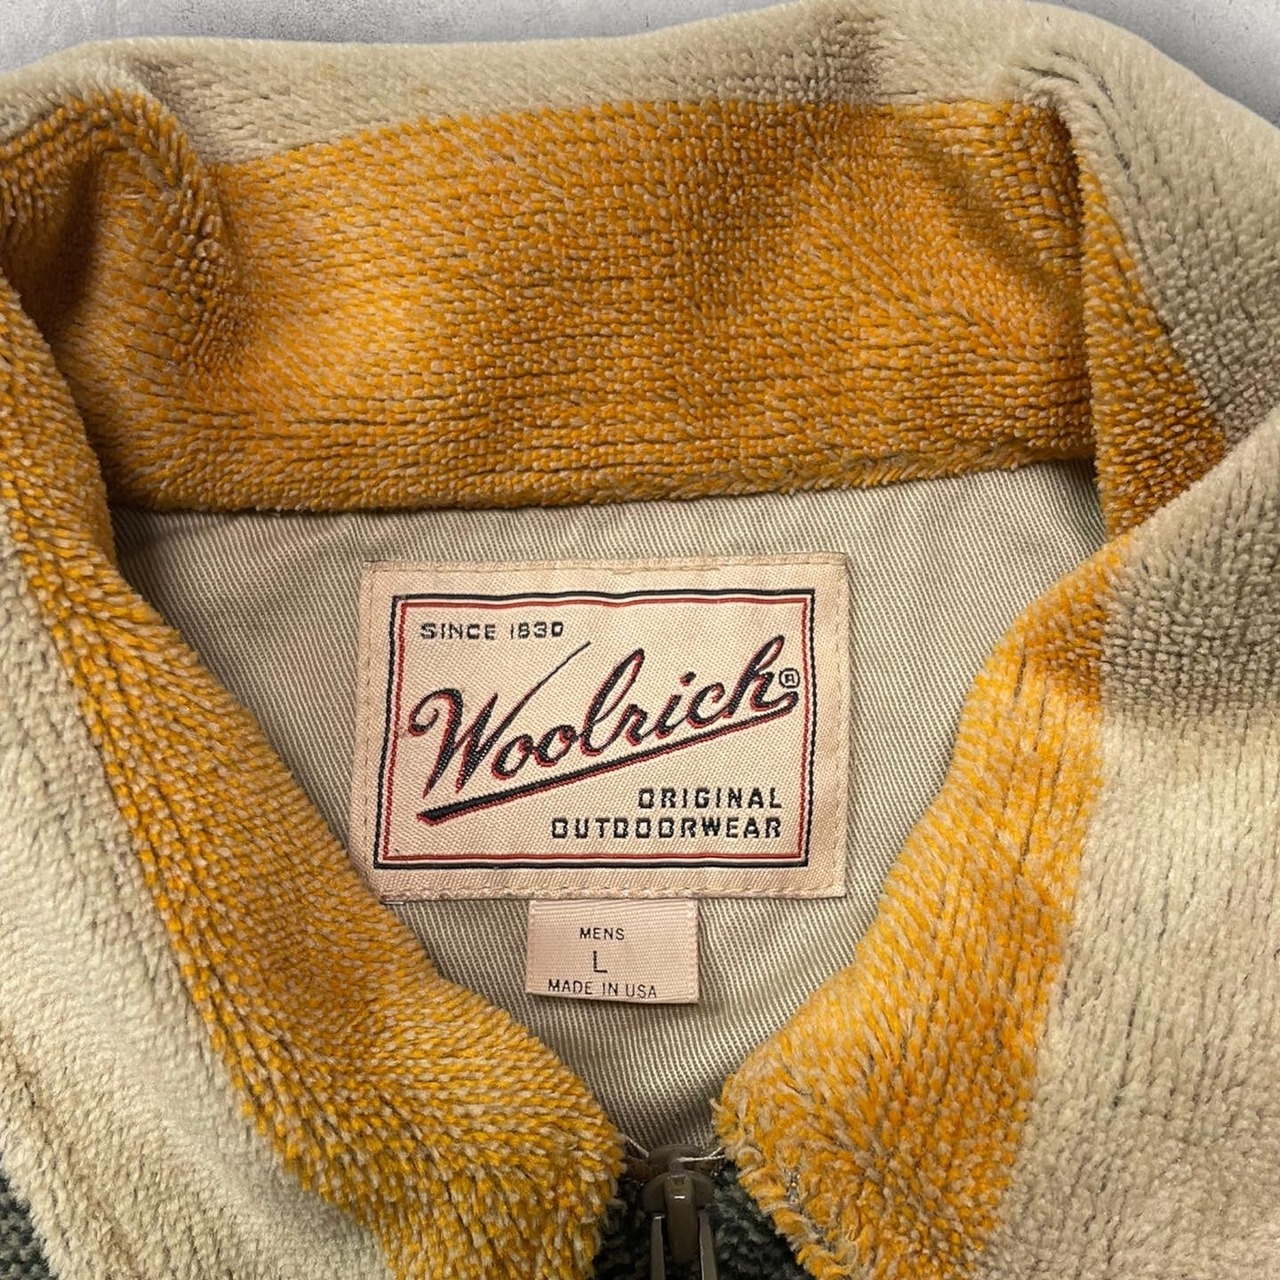 SINCE 1830
Woolrich®
ORIGINAL
OUTDOORWEAR
MENS
L
MADE IN USA